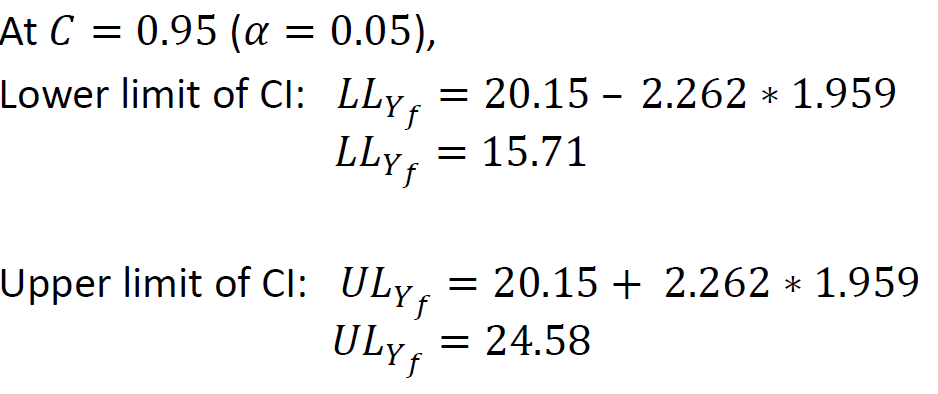 At C = 0.95 (α = 0.05),
Lower limit of CI: LL_{Y_f} = 20.15 – 2.262 * 1.959
LL_{Y_f} = 15.71
Upper limit of CI: UL_{Y_f} = 20.15 + 2.262 * 1.959
UL_{Y_f} = 24.58